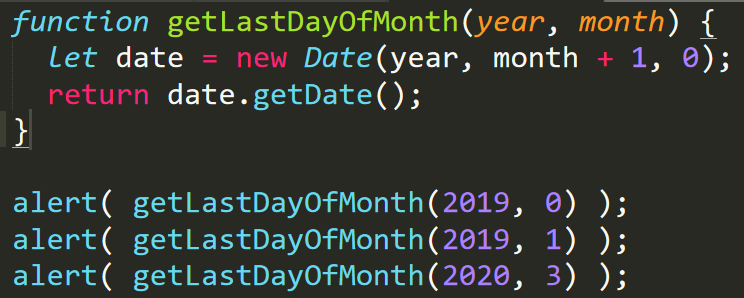 function getLastDayOfMonth(year, month) {
  let date = new Date(year, month + 1, 0);
  return date.getDate();
}

alert( getLastDayOfMonth(2019, 0) );
alert( getLastDayOfMonth(2019, 1) );
alert( getLastDayOfMonth(2020, 3) );